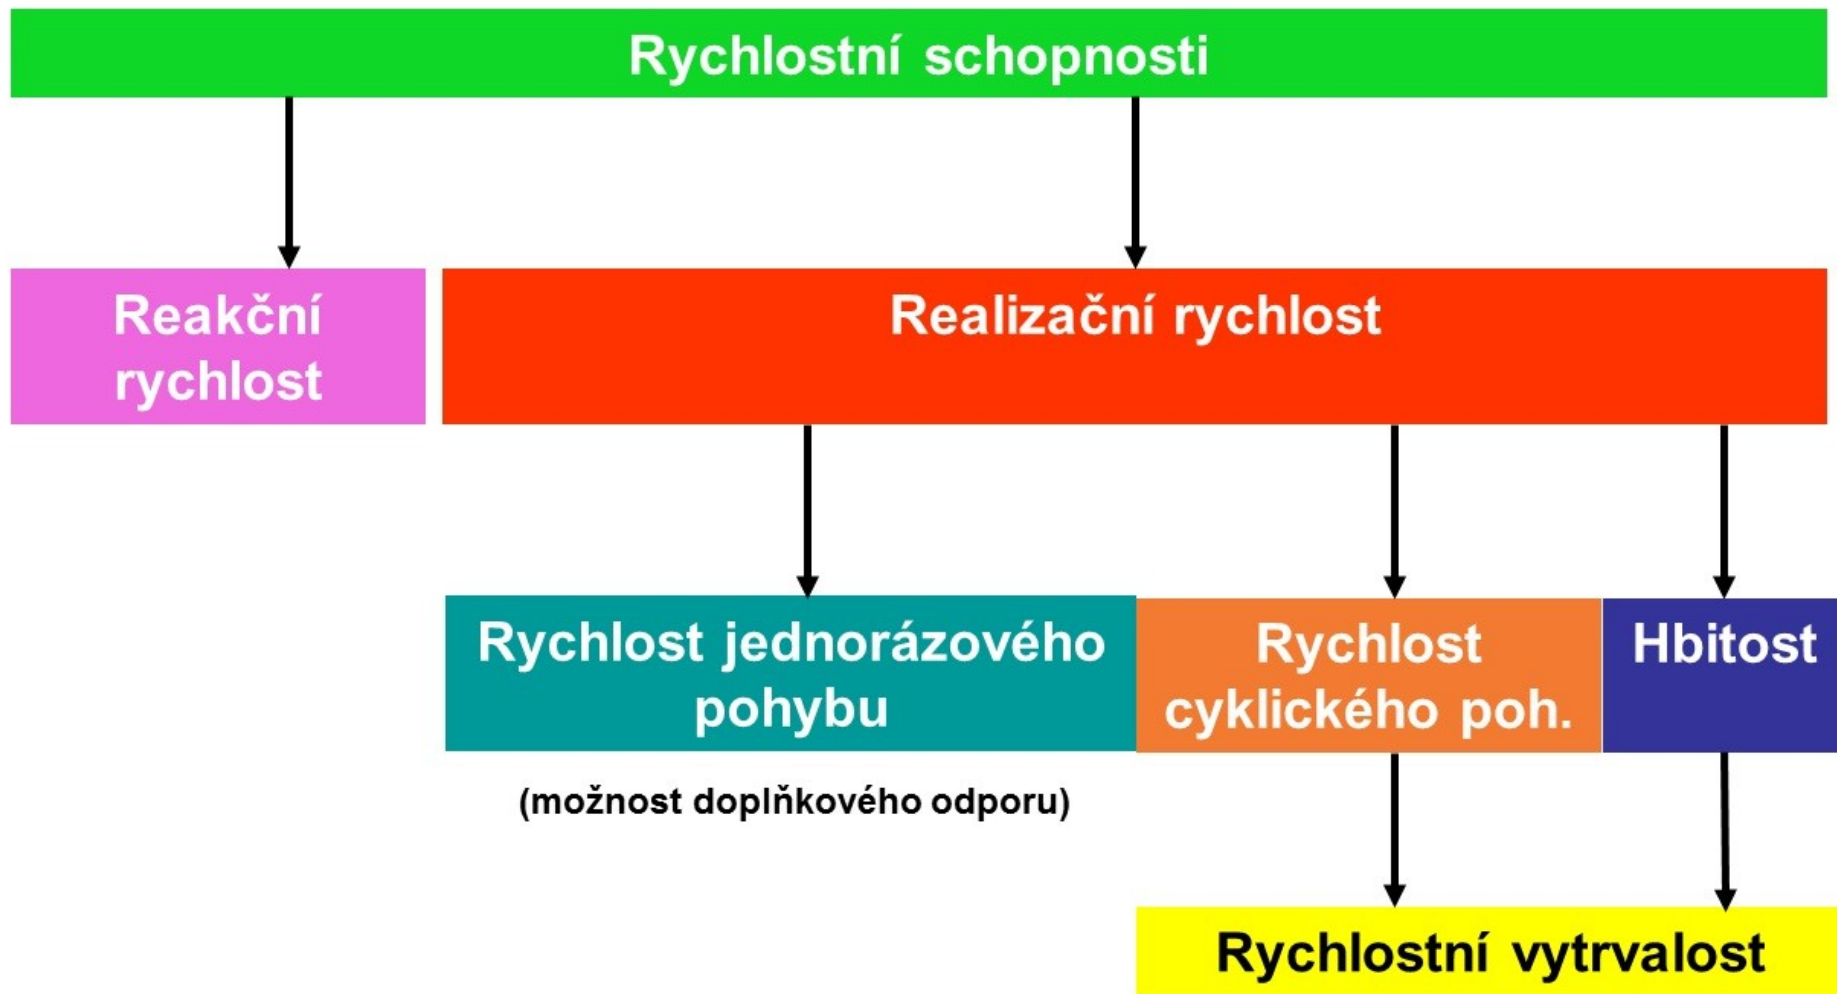 Rychlostní schopnosti
Reakční
rychlost
Realizační rychlost
Rychlost jednorázového
pohybu
Rychlost
cyklického poh.
Hbitost
(možnost doplňkového odporu)
Rychlostní vytrvalost